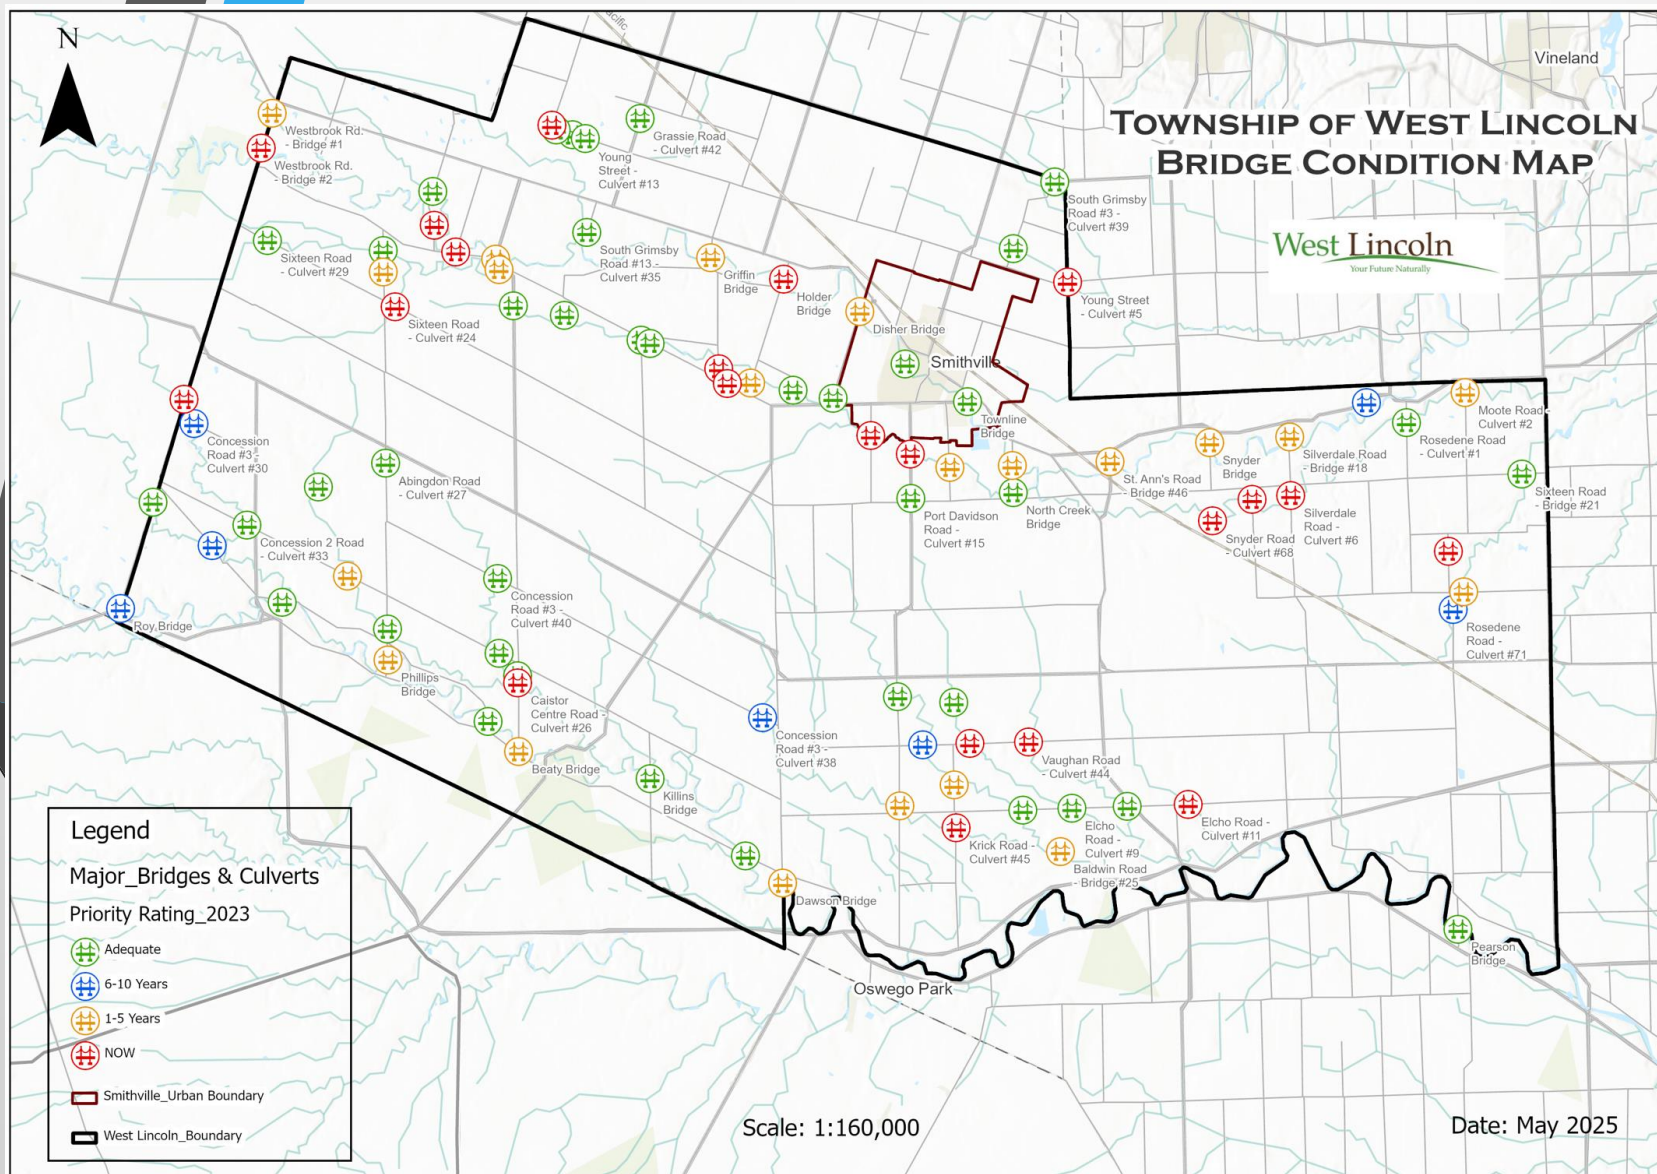 N
Vineland
TOWNSHIP OF WEST LINCOLN
BRIDGE CONDITION MAP
West Lincoln
Your Future Naturally
Westbrook Rd.
- Bridge #1
Westbrook Rd.
- Bridge #2
Grassie Road
- Culvert #42
Young
Street -
Culvert #13
South Grimsby
Road #3 -
Culvert #39
Sixteen Road
- Culvert #29
South Grimsby
Road #13 -
Culvert #35
Griffin
Bridge
Holder
Bridge
Young Street
- Culvert #5
Sixteen Road
- Culvert #24
Disher Bridge
Smithville
Townline
Bridge
Moote Road -
Culvert #2
Rosedene Road
- Culvert #1
Concession
Road #3 -
Culvert #30
Abingdon Road
- Culvert #27
St. Ann's Road
- Bridge #46
Snyder
Bridge
Silverdale Road
- Bridge #18
Sixteen Road
- Bridge #21
Port Davidson
Road -
Culvert #15
North Creek
Bridge
Silverdale
Road -
Culvert #6
Snyder Road
- Culvert #68
Concession 2 Road
- Culvert #33
Concession
Road #3 -
Culvert #40
Roy Bridge
Rosedene
Road -
Culvert #71
Phillips
Bridge
Caistor
Centre Road -
Culvert #26
Concession
Road #3 -
Culvert #38
Vaughan Road
- Culvert #44
Beaty Bridge
Killins
Bridge
Elcho
Road -
Culvert #9
Elcho Road -
Culvert #11
Krick Road -
Culvert #45
Baldwin Road
- Bridge #25
Dawson Bridge
Pearson
Bridge
Oswego Park
Legend
Major_Bridges & Culverts
Priority Rating_2023
Adequate
6-10 Years
1-5 Years
NOW
Smithville_Urban Boundary
West Lincoln_Boundary
Scale: 1:160,000
Date: May 2025